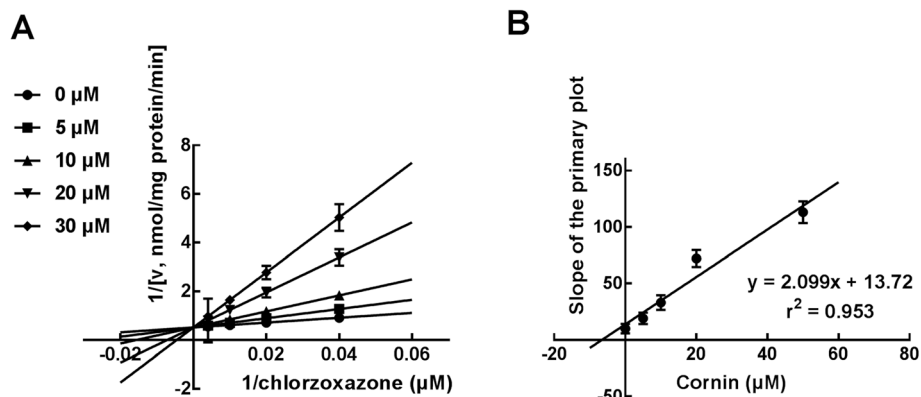 A
0 μM
5 μM
10 μM
20 μM
30 μM
1/[v, nmol/mg protein/min]
8
6
4
2
-2
-0.02
0.02
0.04
0.06
1/chlorzoxazone (μM)
B
Slope of the primary plot
150
100
50
-50
-20
20
40
60
80
y = 2.099x + 13.72
r² = 0.953
Cornin (μM)